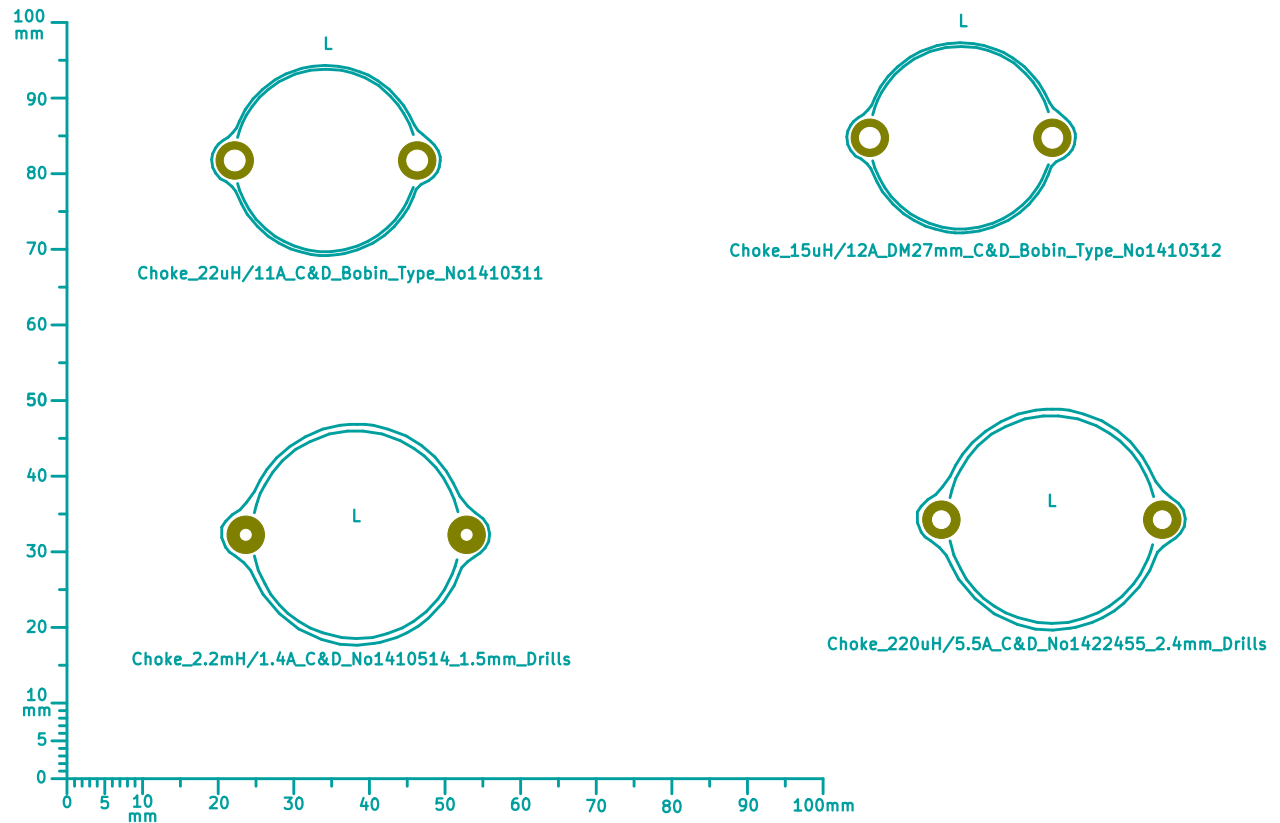 100
mm
L
L
90
80
70
60
50
40
30
20
10
mm
5
0
Choke_22uH/11A_C&D_Bobin_Type_No1410311
Choke_15uH/12A_DM27mm_C&D_Bobin_Type_No1410312
L
L
Choke_2.2mH/1.4A_C&D_No1410514_1.5mm_Drills
Choke_220uH/5.5A_C&D_No1422455_2.4mm_Drills
0 5 10 20 30 40 50 60 70 80 90 100mm
mm